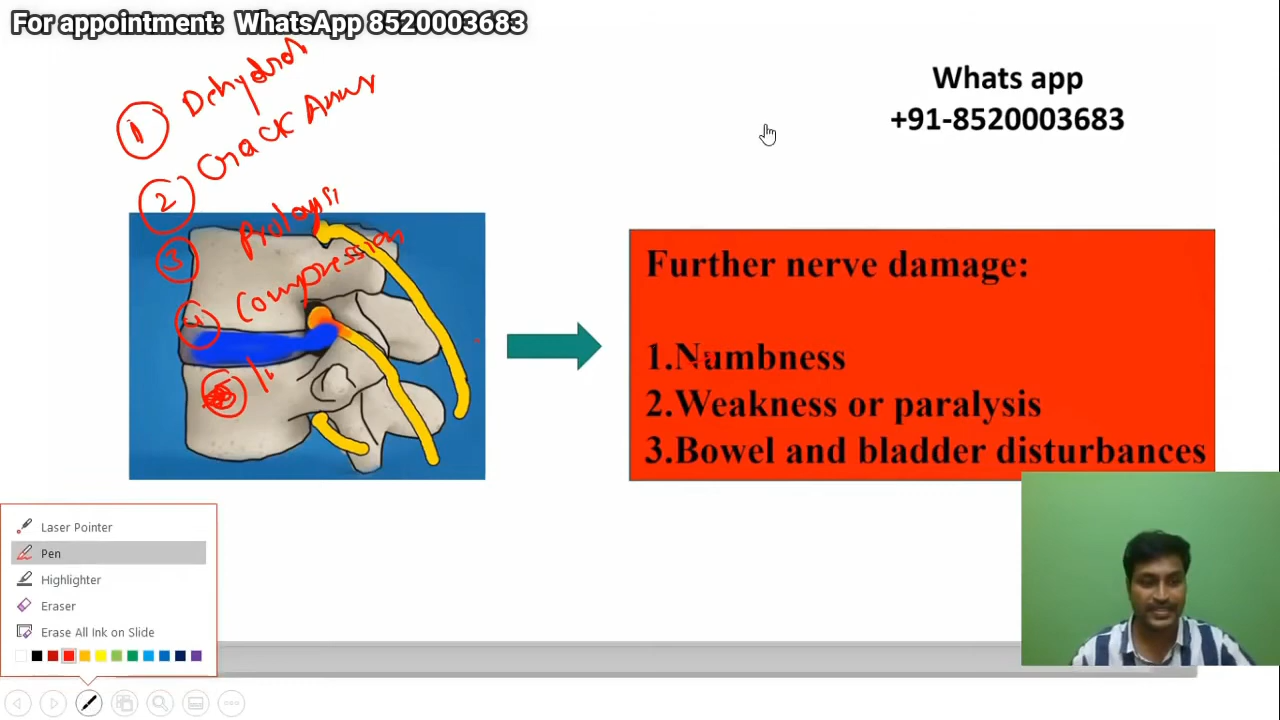 For appointment: WhatsApp 8520003683
Whats app
+91-8520003683
1 Dehydrat
2 Crack Annu
3 Prolapsi
4 Compression
5
Further nerve damage:
1.Numbness
2.Weakness or paralysis
3.Bowel and bladder disturbances
Laser Pointer
Pen
Highlighter
Eraser
Erase All Ink on Slide